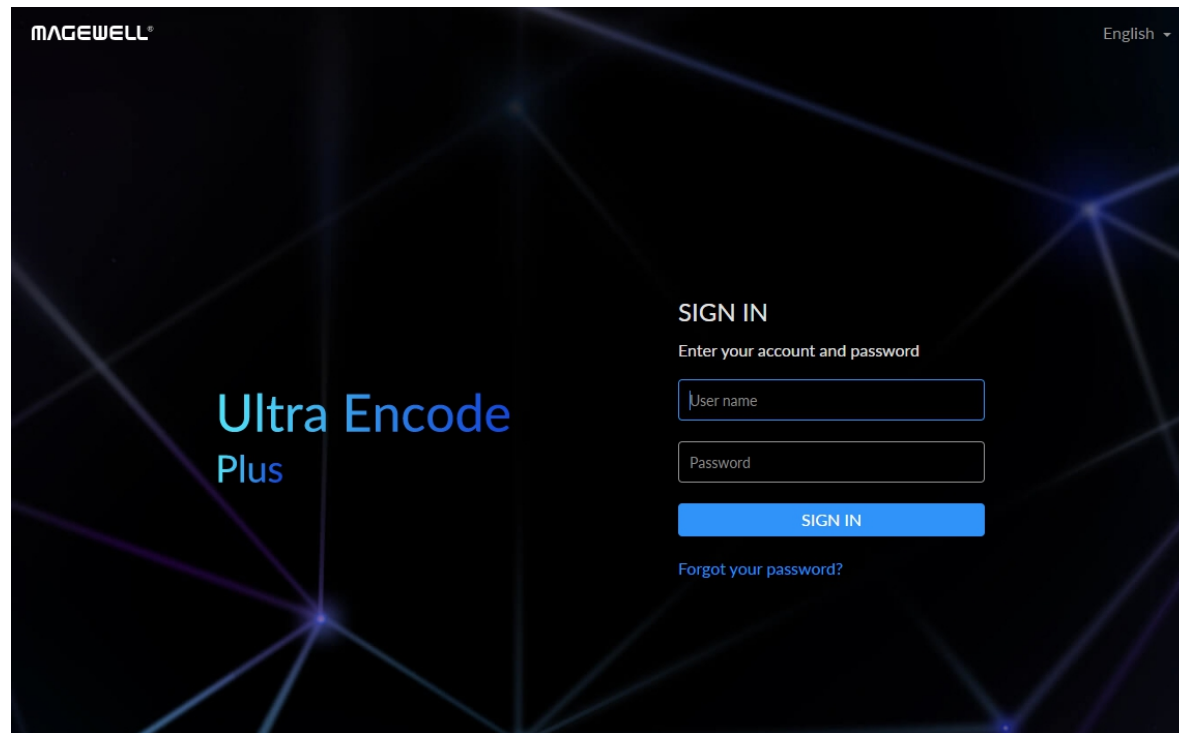 MAGEWELL®
English
SIGN IN
Enter your account and password
User name
Password
SIGN IN
Forgot your password?
Ultra Encode
Plus